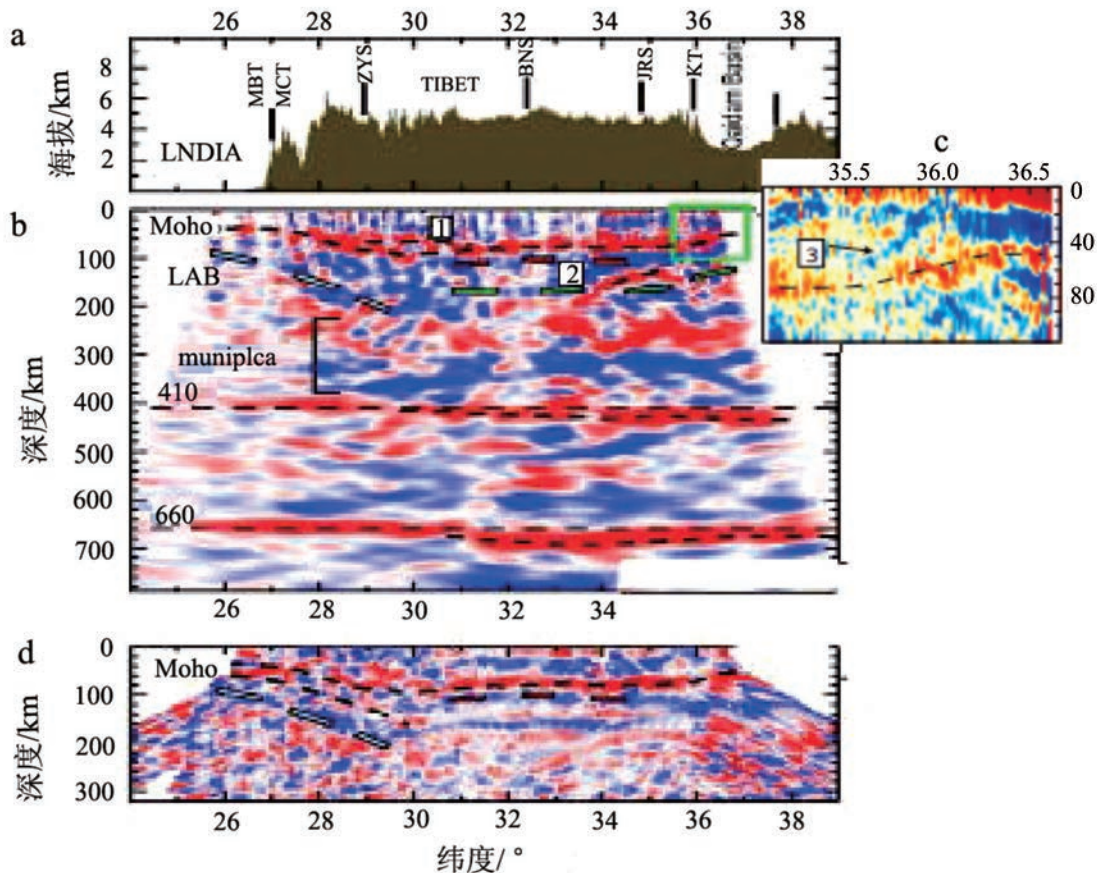 26 28 30 32 34 36 38
a
海拔/km
8
6
4
2
LNDIA
MBT
MCT
ZYS
TIBET
BNS
JRS
KT
Qaidam Basin
c
35.5 36.0 36.5
0
40
80
3
b
深度/km
0
100
200
300
400
500
600
700
Moho
1
LAB
2
muniplca
410
660
26 28 30 32 34
d
深度/km
0
100
200
300
Moho
26 28 30 32 34 36 38
纬度/ °